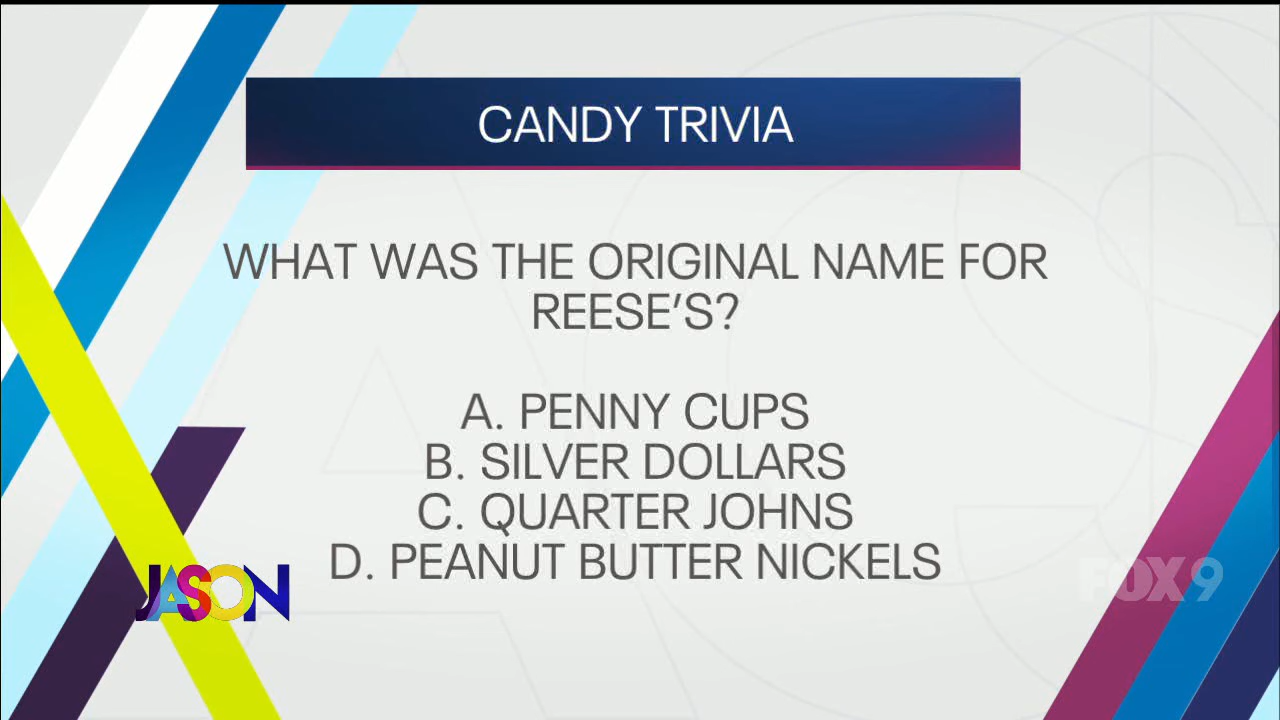 CANDY TRIVIA
WHAT WAS THE ORIGINAL NAME FOR
REESE'S?
A. PENNY CUPS
B. SILVER DOLLARS
C. QUARTER JOHNS
D. PEANUT BUTTER NICKELS
JASON
FOX 9